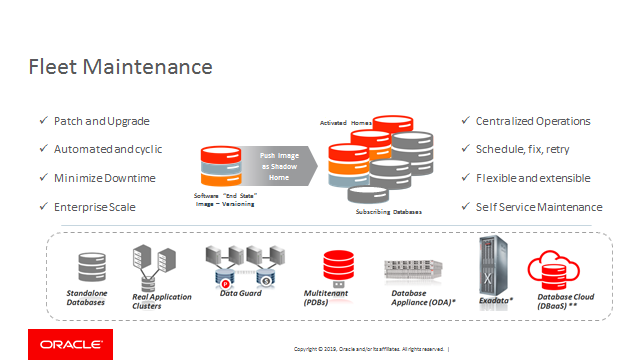 Fleet Maintenance
✓ Patch and Upgrade
✓ Automated and cyclic
✓ Minimize Downtime
✓ Enterprise Scale
Activated Homes
Push Image
as Shadow
Home
Software "End State"
Image – Versioning
Subscribing Databases
✓ Centralized Operations
✓ Schedule, fix, retry
✓ Flexible and extensible
✓ Self Service Maintenance
Standalone
Databases
Real Application
Clusters
P
S
Data Guard
Multitenant
(PDBs)
Database
Appliance (ODA)*
X
Exadata*
Database Cloud
(DBaaS) **
ORACLE
Copyright © 2019, Oracle and/or its affiliates. All rights reserved. |